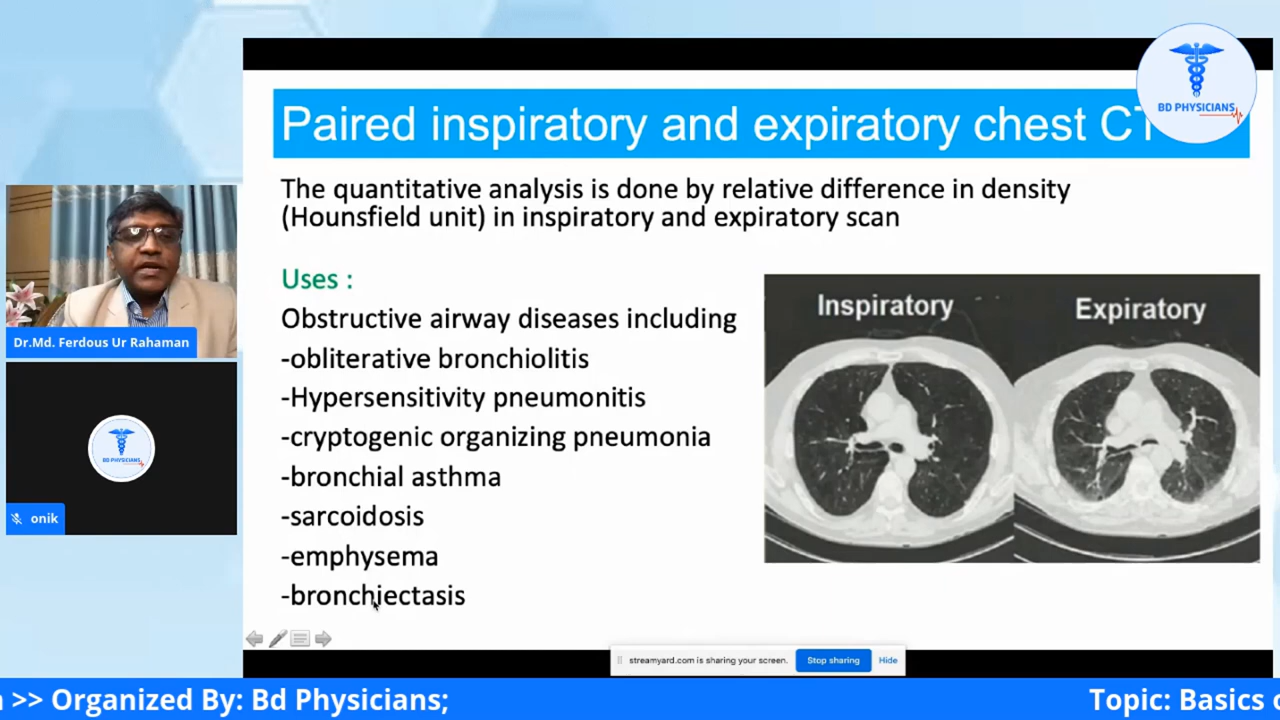 BD PHYSICIANS
Paired inspiratory and expiratory chest CT
The quantitative analysis is done by relative difference in density
(Hounsfield unit) in inspiratory and expiratory scan
Uses :
Obstructive airway diseases including
-obliterative bronchiolitis
-Hypersensitivity pneumonitis
-cryptogenic organizing pneumonia
-bronchial asthma
-sarcoidosis
-emphysema
-bronchiectasis
Inspiratory
Expiratory
Dr.Md. Ferdous Ur Rahaman
BD PHYSICIANS
onik
streamyard.com is sharing your screen.
Stop sharing
Hide
>> Organized By: Bd Physicians;
Topic: Basics